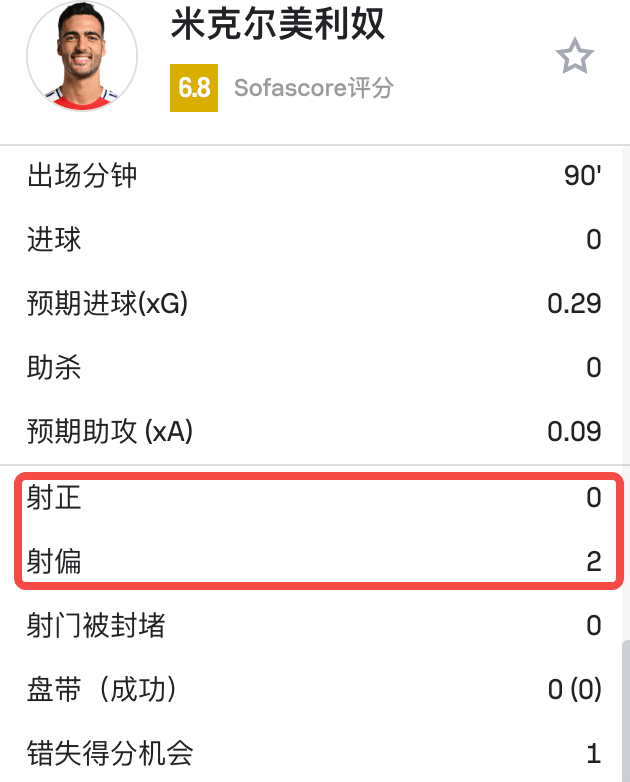 米克尔美利奴
6.8 Sofascore评分
出场分钟 90'
进球 0
预期进球(xG) 0.29
助杀 0
预期助攻 (xA) 0.09
射正 0
射偏 2
射门被封堵 0
盘带（成功） 0 (0)
错失得分机会 1